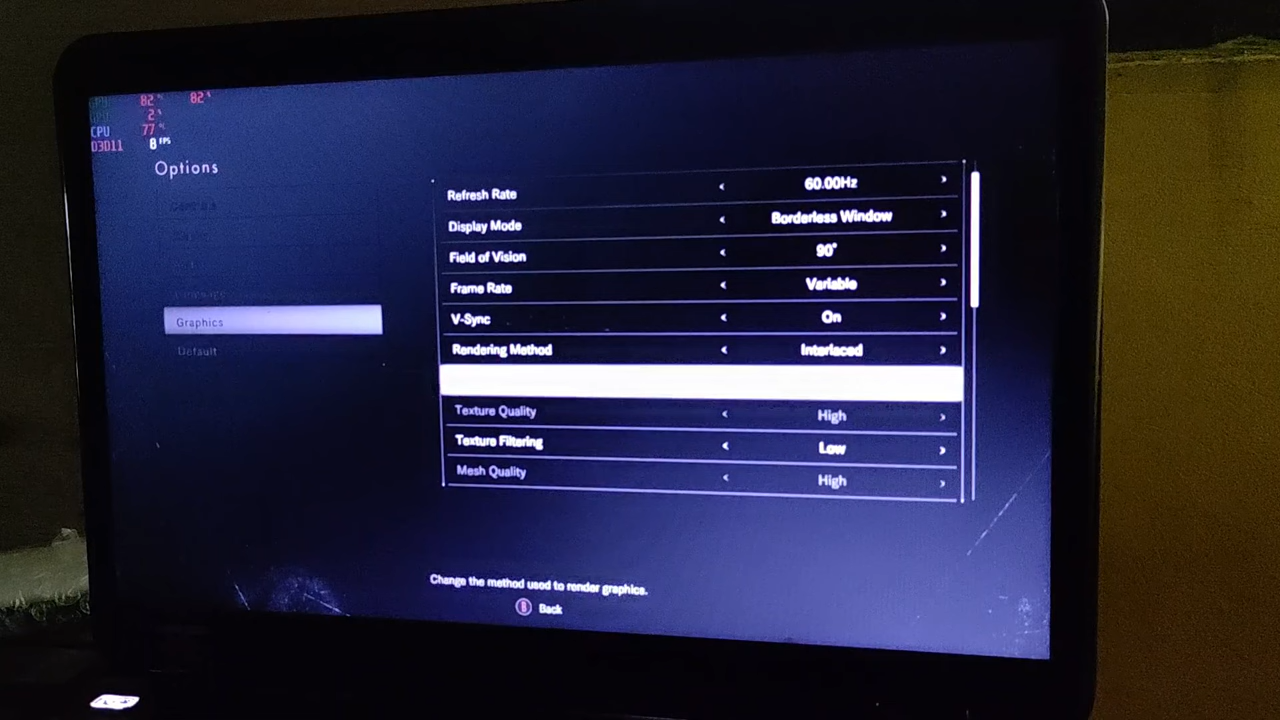 82 °c 82 %
2 %
CPU 77 °c
D3D11 8 FPS
Options
Graphics
Default
Refresh Rate < 60.00Hz >
Display Mode < Borderless Window >
Field of Vision < 90° >
Frame Rate < Variable >
V-Sync < On >
Rendering Method < Interlaced >
Texture Quality < High >
Texture Filtering < Low >
Mesh Quality < High >
Change the method used to render graphics.
B Back